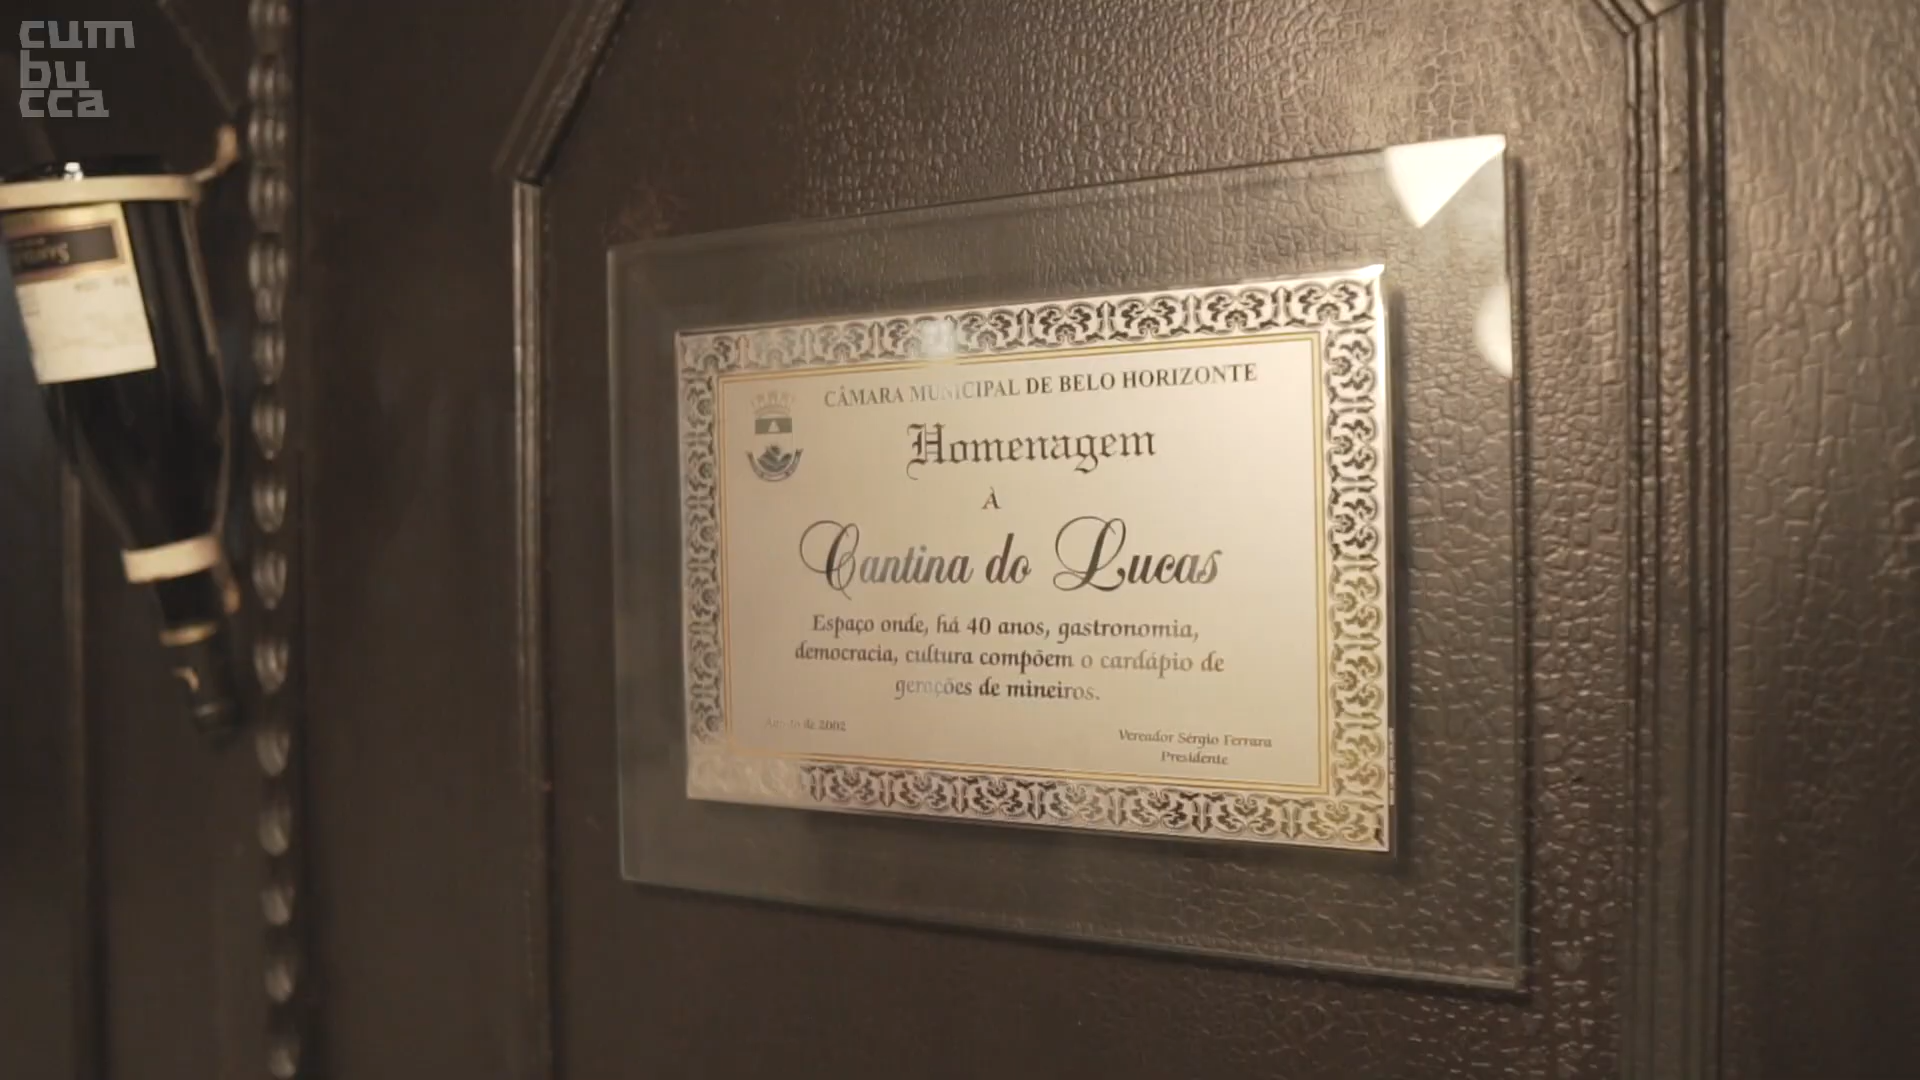 cum
bu
cca
CÂMARA MUNICIPAL DE BELO HORIZONTE
Homenagem
À
Cantina do Lucas
Espaço onde, há 40 anos, gastronomia,
democracia, cultura compõem o cardápio de
gerações de mineiros.
Agosto de 2002
Vereador Sérgio Ferrara
Presidente